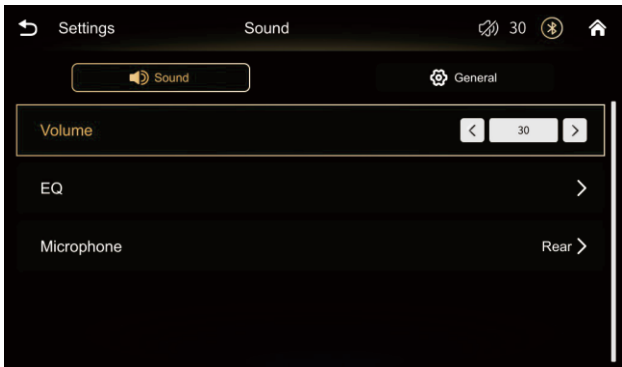 Settings Sound 30
Sound General
Volume 30
EQ
Microphone Rear